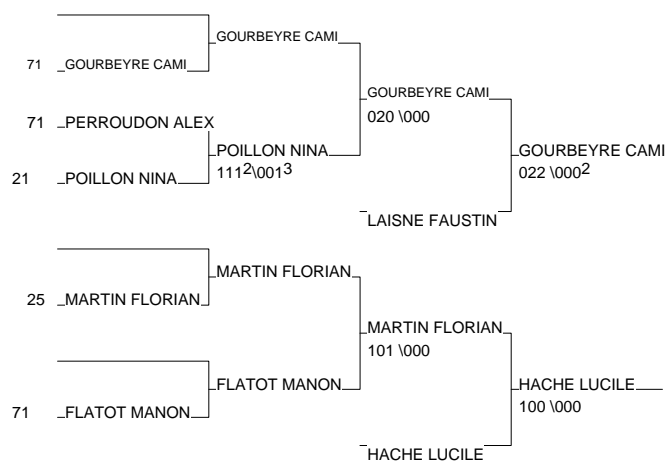 GOURBEYRE CAMI
71 GOURBEYRE CAMI
GOURBEYRE CAMI
020 \000
71 PERROUDON ALEX
POILLON NINA
111²\001³
GOURBEYRE CAMI
022 \000²
21 POILLON NINA
LAISNE FAUSTIN
MARTIN FLORIAN
25 MARTIN FLORIAN
MARTIN FLORIAN
101 \000
FLATOT MANON
HACHE LUCILE
100 \000
71 FLATOT MANON
HACHE LUCILE